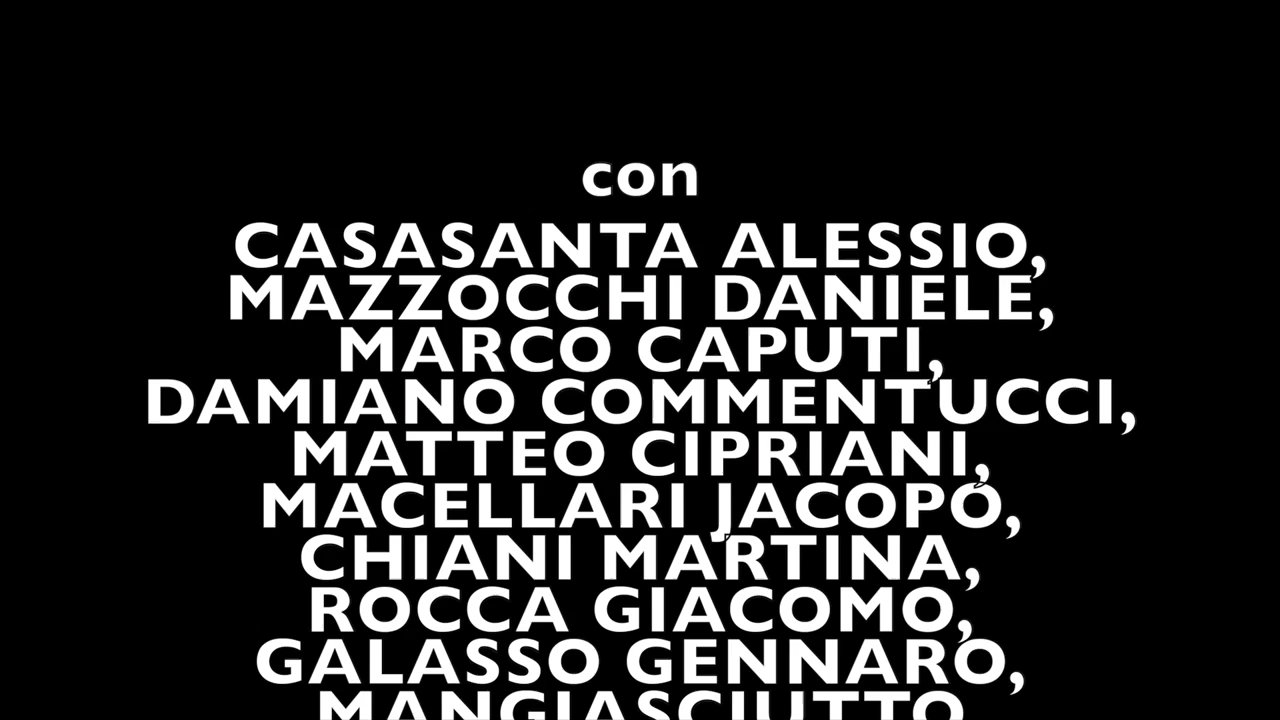 con
CASASANTA ALESSIO,
MAZZOCCHI DANIELE,
MARCO CAPUTI,
DAMIANO COMMENTUCCI,
MATTEO CIPRIANI,
MACELLARI JACOPO,
CHIANI MARTINA,
ROCCA GIACOMO,
GALASSO GENNARO,
MANGIASCIUTTO